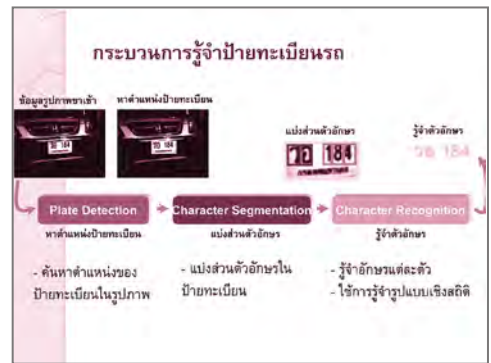 กระบวนการรู้จำป้ายทะเบียนรถ
ข้อมูลรูปภาพขาเข้า
หาตำแหน่งป้ายทะเบียน
แบ่งส่วนตัวอักษร
รู้จำตัวอักษร
184
184
184
184
Plate Detection
Character Segmentation
Character Recognition
หาตำแหน่งป้ายทะเบียน
แบ่งส่วนตัวอักษร
รู้จำตัวอักษร
- ค้นหาตำแหน่งของ
ป้ายทะเบียนในรูปภาพ
- แบ่งส่วนตัวอักษรใน
ป้ายทะเบียน
- รู้จำอักษรแต่ละตัว
- ใช้การรู้จำรูปแบบเชิงสถิติ